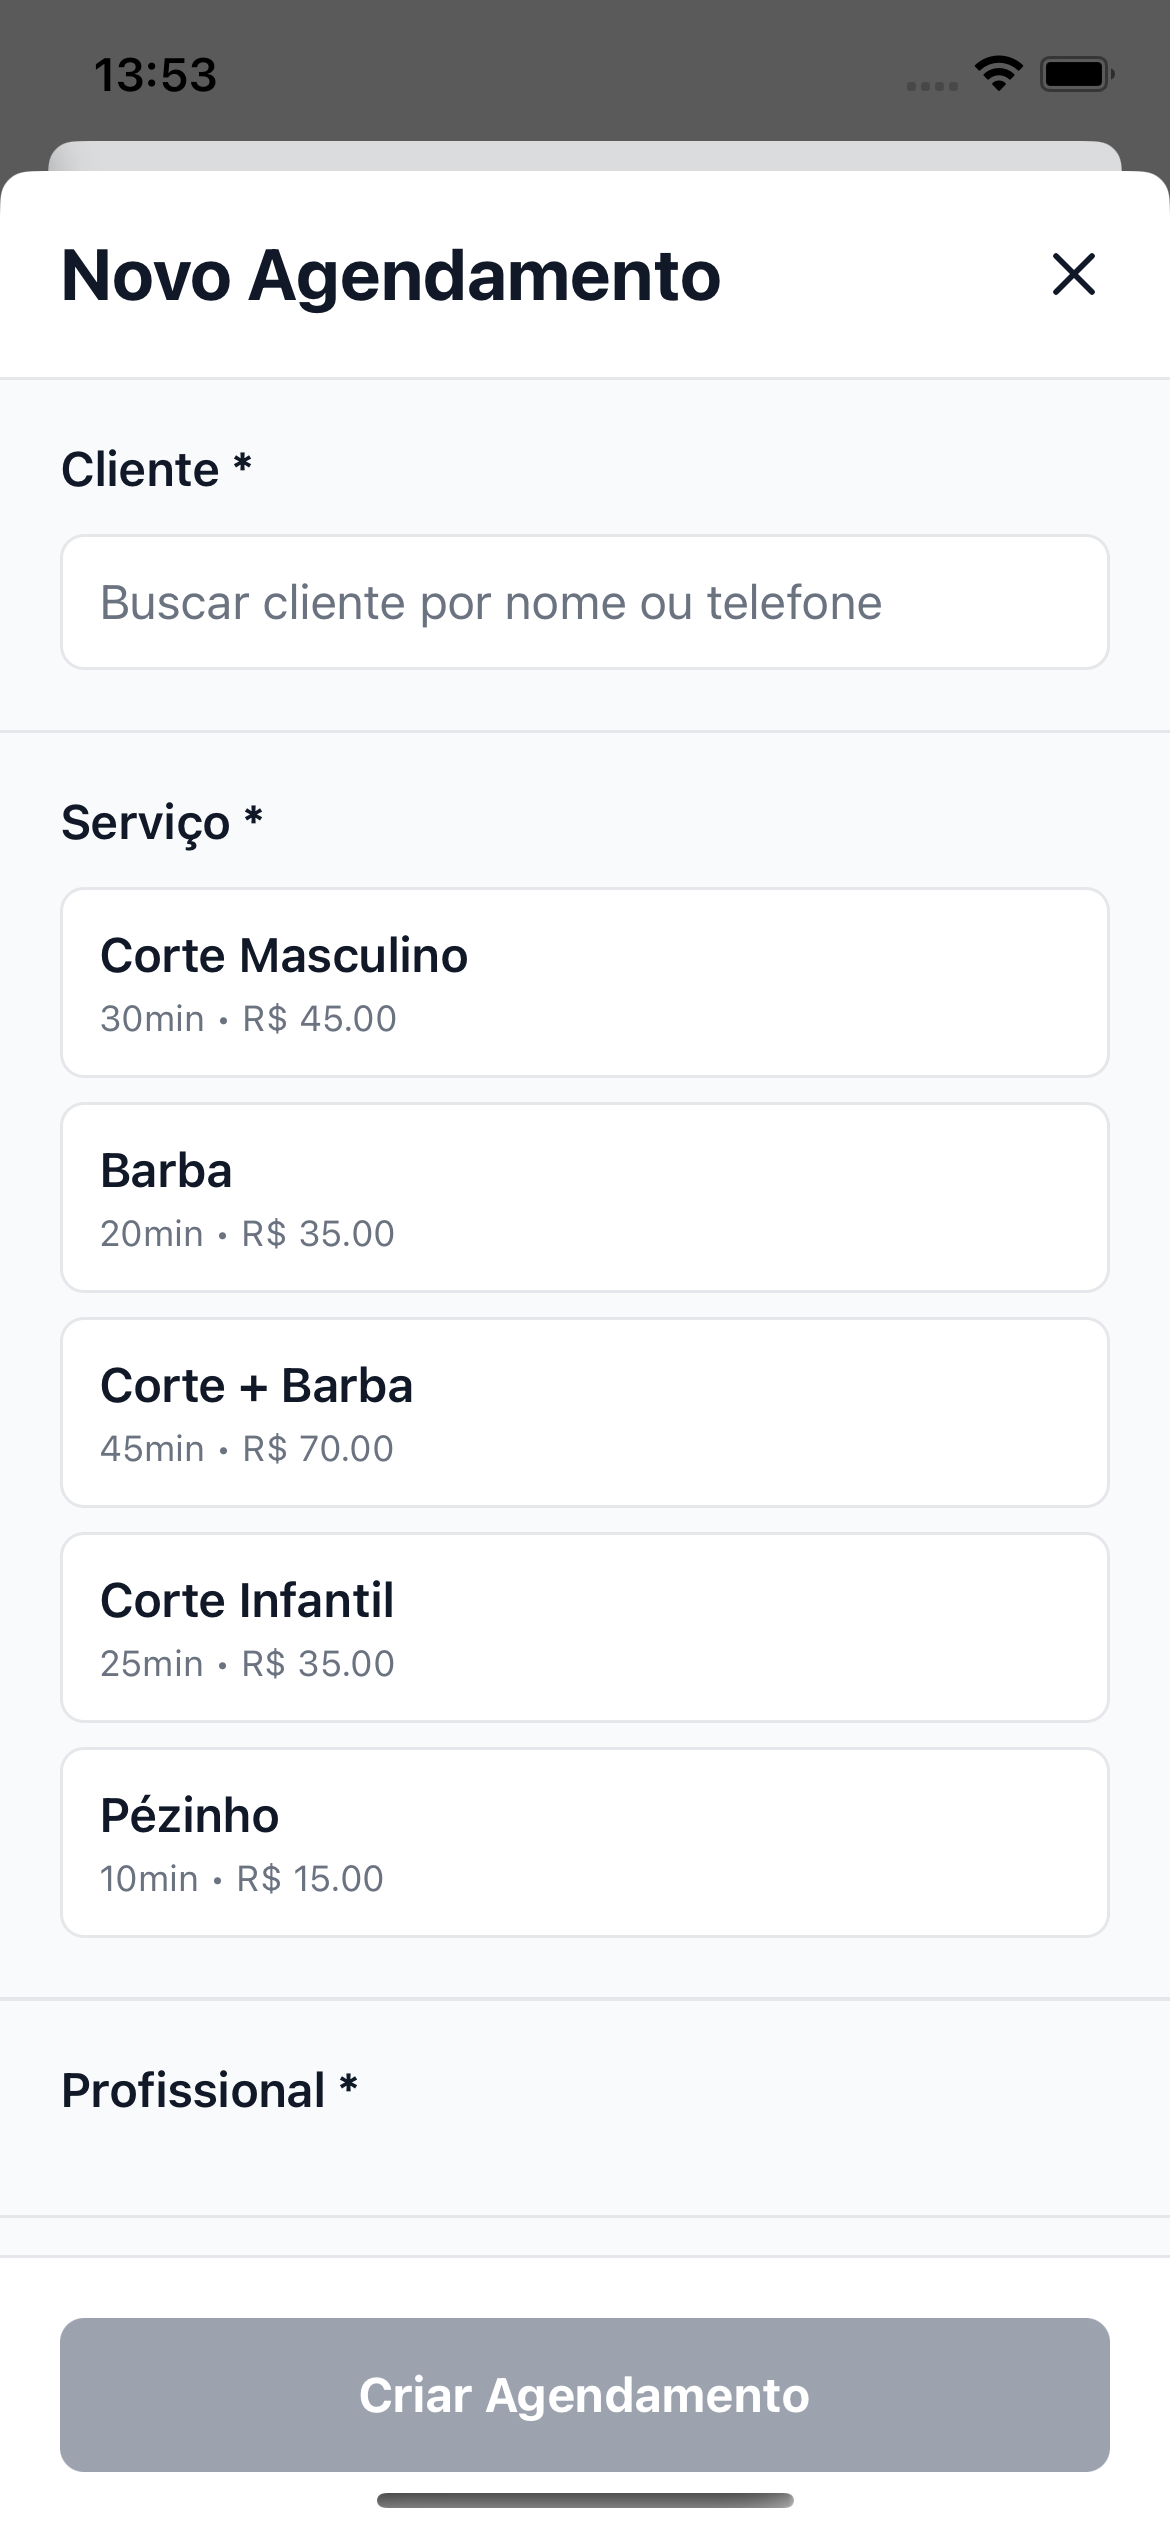 13:53
Novo Agendamento
Cliente *
Buscar cliente por nome ou telefone
Serviço *
Corte Masculino
30min • R$ 45.00
Barba
20min • R$ 35.00
Corte + Barba
45min • R$ 70.00
Corte Infantil
25min • R$ 35.00
Pézinho
10min • R$ 15.00
Profissional *
Criar Agendamento